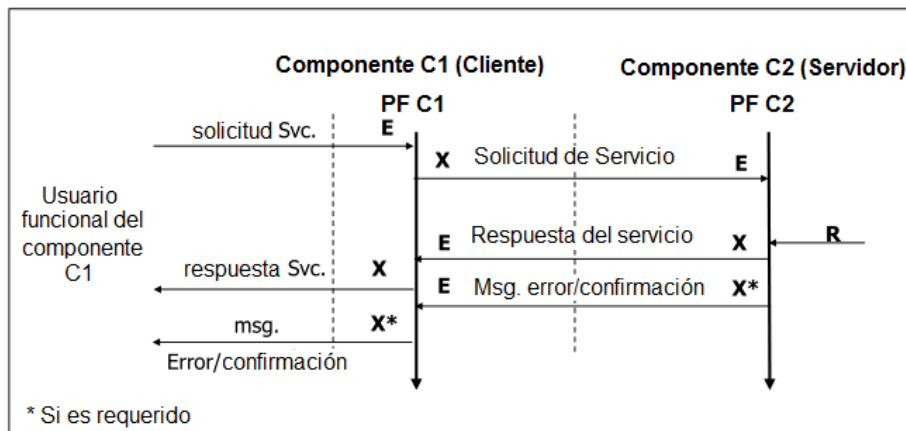 Componente C1 (Cliente)
Componente C2 (Servidor)
PF C1
PF C2
solicitud Svc.
E
X
Solicitud de Servicio
E
Usuario
funcional del
componente
C1
E
Respuesta del servicio
X
R
respuesta Svc.
X
E
Msg. error/confirmación
X*
msg.
X*
Error/confirmación
* Si es requerido